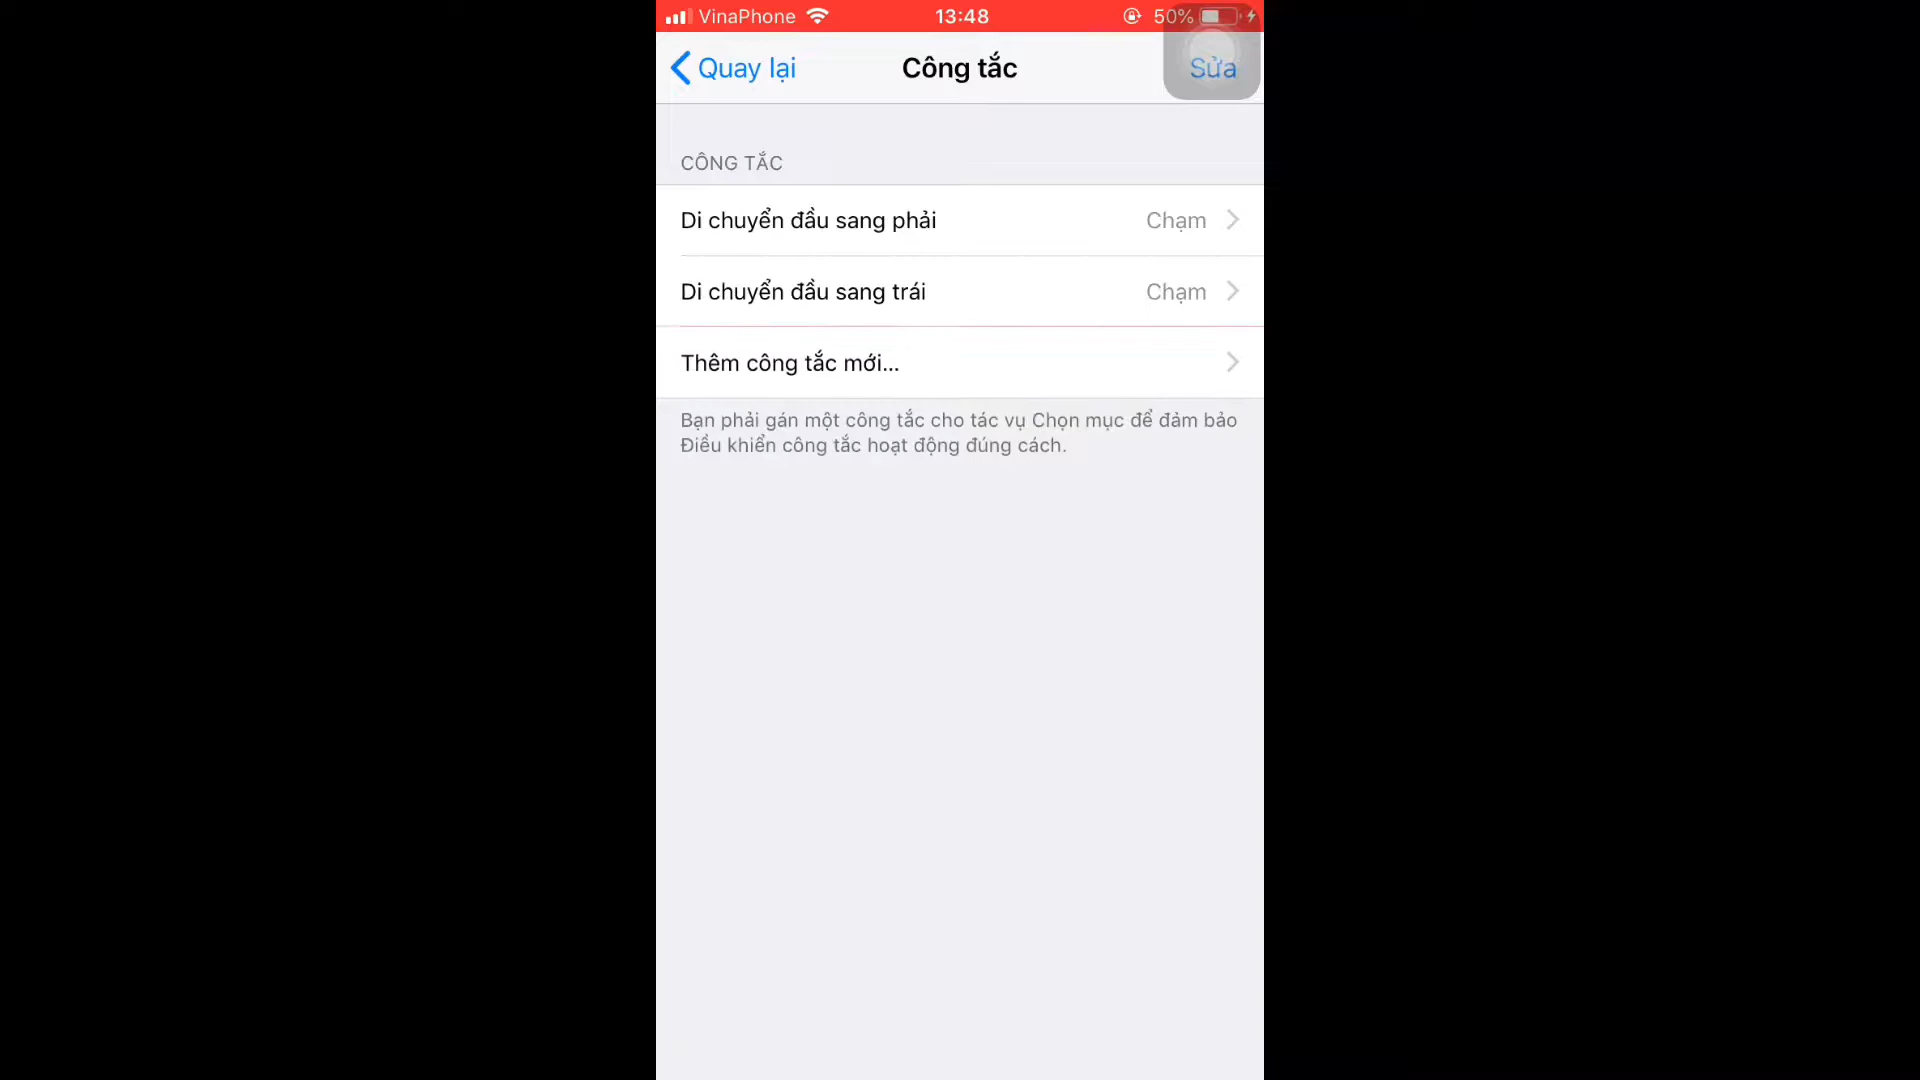 VinaPhone 13:48 50%
Quay lại Công tắc Sửa
CÔNG TẮC
Di chuyển đầu sang phải Chạm
Di chuyển đầu sang trái Chạm
Thêm công tắc mới...
Bạn phải gán một công tắc cho tác vụ Chọn mục để đảm bảo
Điều khiển công tắc hoạt động đúng cách.